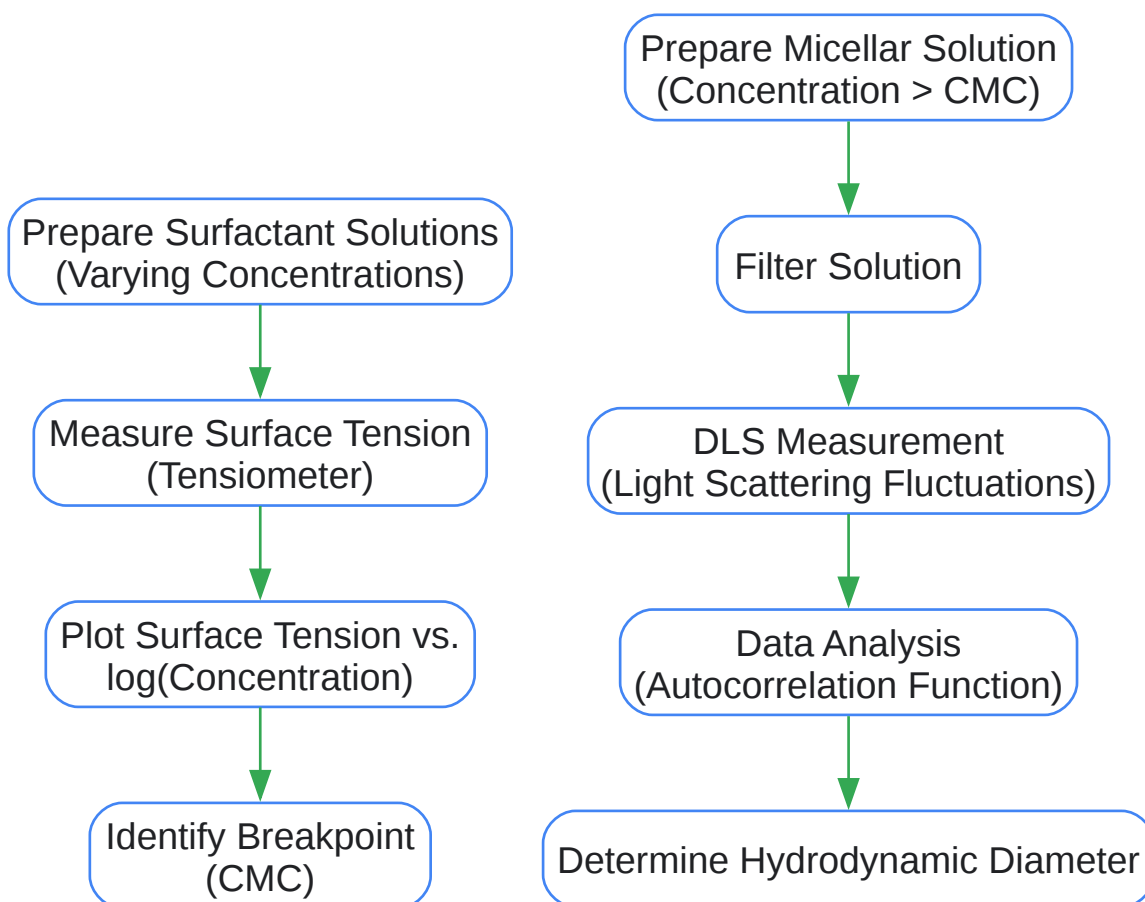 Prepare Surfactant Solutions
(Varying Concentrations)
Measure Surface Tension
(Tensiometer)
Plot Surface Tension vs.
log(Concentration)
Identify Breakpoint
(CMC)
Prepare Micellar Solution
(Concentration > CMC)
Filter Solution
DLS Measurement
(Light Scattering Fluctuations)
Data Analysis
(Autocorrelation Function)
Determine Hydrodynamic Diameter